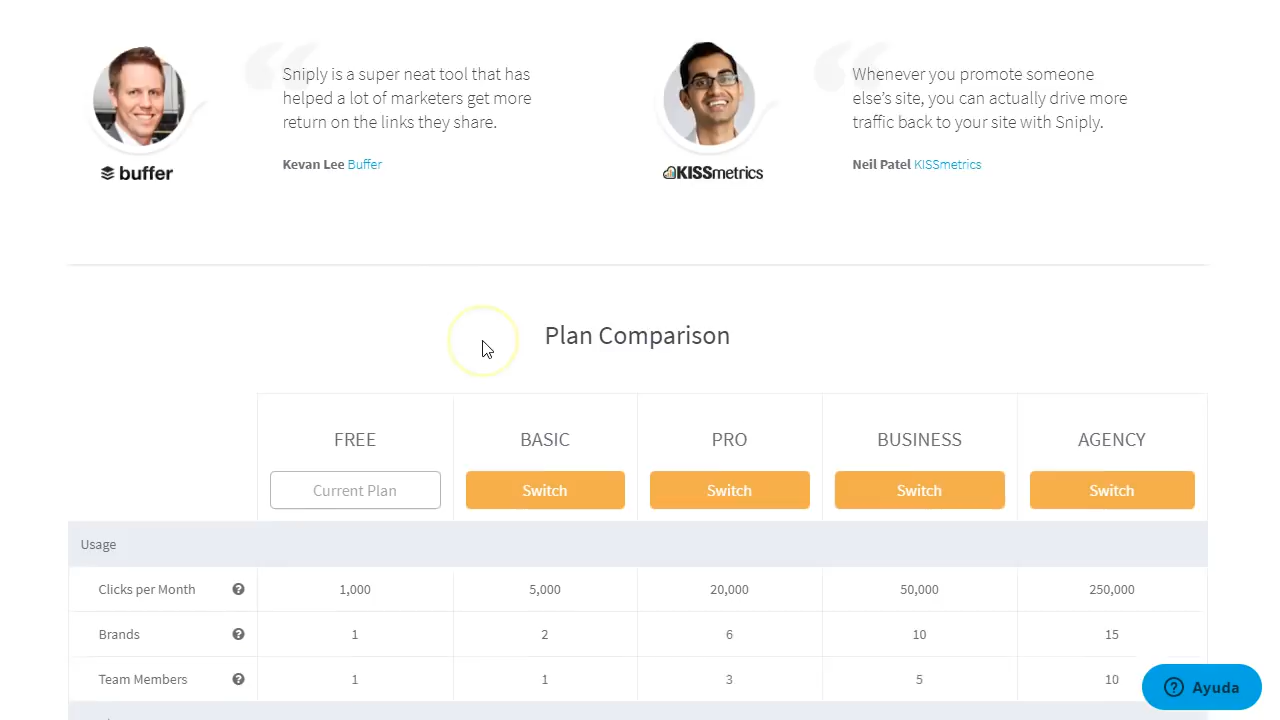 Sniply is a super neat tool that has
helped a lot of marketers get more
return on the links they share.
Kevan Lee Buffer
buffer
Whenever you promote someone
else’s site, you can actually drive more
traffic back to your site with Sniply.
Neil Patel KISSmetrics
KISSmetrics
Plan Comparison
FREE BASIC PRO BUSINESS AGENCY
Current Plan Switch Switch Switch Switch
Usage
Clicks per Month 1,000 5,000 20,000 50,000 250,000
Brands 1 2 6 10 15
Team Members 1 1 3 5 10
Ayuda